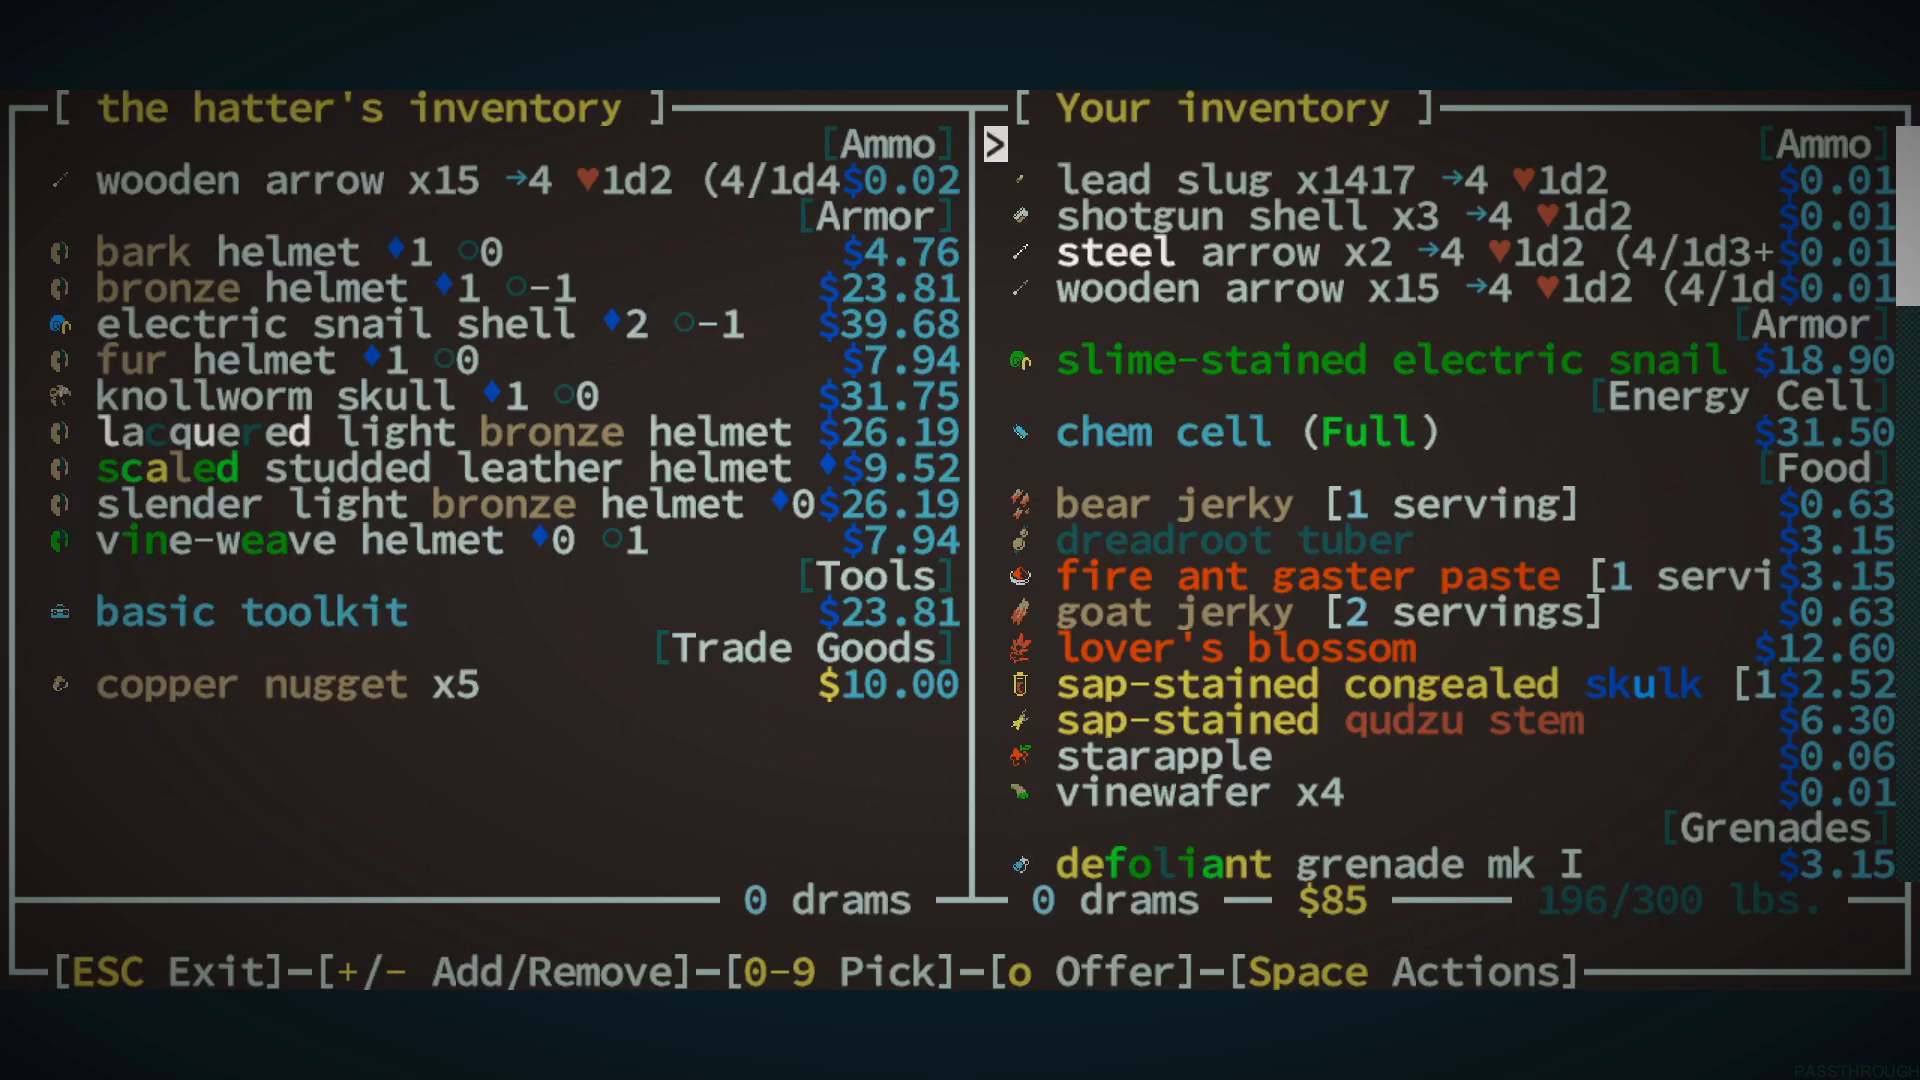 [ the hatter's inventory ]
[Ammo]
wooden arrow x15 →4 ♥1d2 (4/1d4$0.02
[Armor]
bark helmet ♦1 ○0 $4.76
bronze helmet ♦1 ○-1 $23.81
electric snail shell ♦2 ○-1 $39.68
fur helmet ♦1 ○0 $7.94
knollworm skull ♦1 ○0 $31.75
lacquered light bronze helmet $26.19
scaled studded leather helmet ♦$9.52
slender light bronze helmet ♦0$26.19
vine-weave helmet ♦0 ○1 $7.94
[Tools]
basic toolkit $23.81
[Trade Goods]
copper nugget x5 $10.00
0 drams
[ Your inventory ]
>
[Ammo]
lead slug x1417 →4 ♥1d2 $0.01
shotgun shell x3 →4 ♥1d2 $0.01
steel arrow x2 →4 ♥1d2 (4/1d3+$0.01
wooden arrow x15 →4 ♥1d2 (4/1d$0.01
[Armor]
slime-stained electric snail $18.90
[Energy Cell]
chem cell (Full) $31.50
[Food]
bear jerky [1 serving] $0.63
dreadroot tuber $3.15
fire ant gaster paste [1 servi$3.15
goat jerky [2 servings] $0.63
lover's blossom $12.60
sap-stained congealed skulk [1$2.52
sap-stained qudzu stem $6.30
starapple $0.06
vinewafer x4 $0.01
[Grenades]
defoliant grenade mk I $3.15
0 drams $85 196/300 lbs.
[ESC Exit]-[+/- Add/Remove]-[0-9 Pick]-[o Offer]-[Space Actions]
PASSTHROUGH